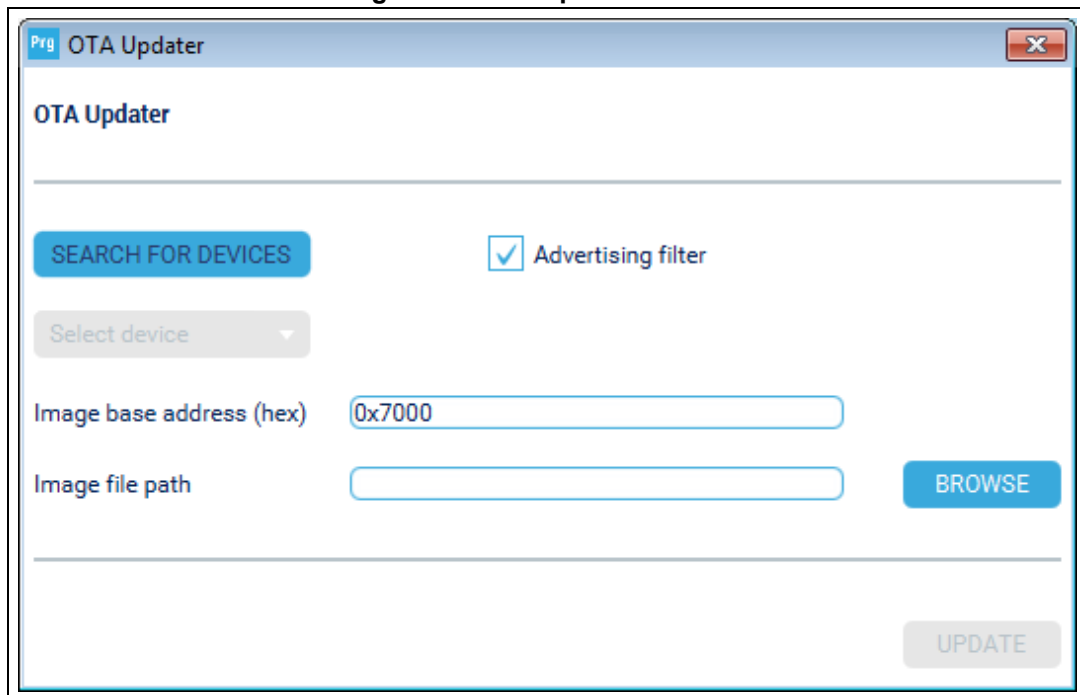 Prg OTA Updater
OTA Updater
SEARCH FOR DEVICES Advertising filter
Select device
Image base address (hex) 0x7000
Image file path BROWSE
UPDATE